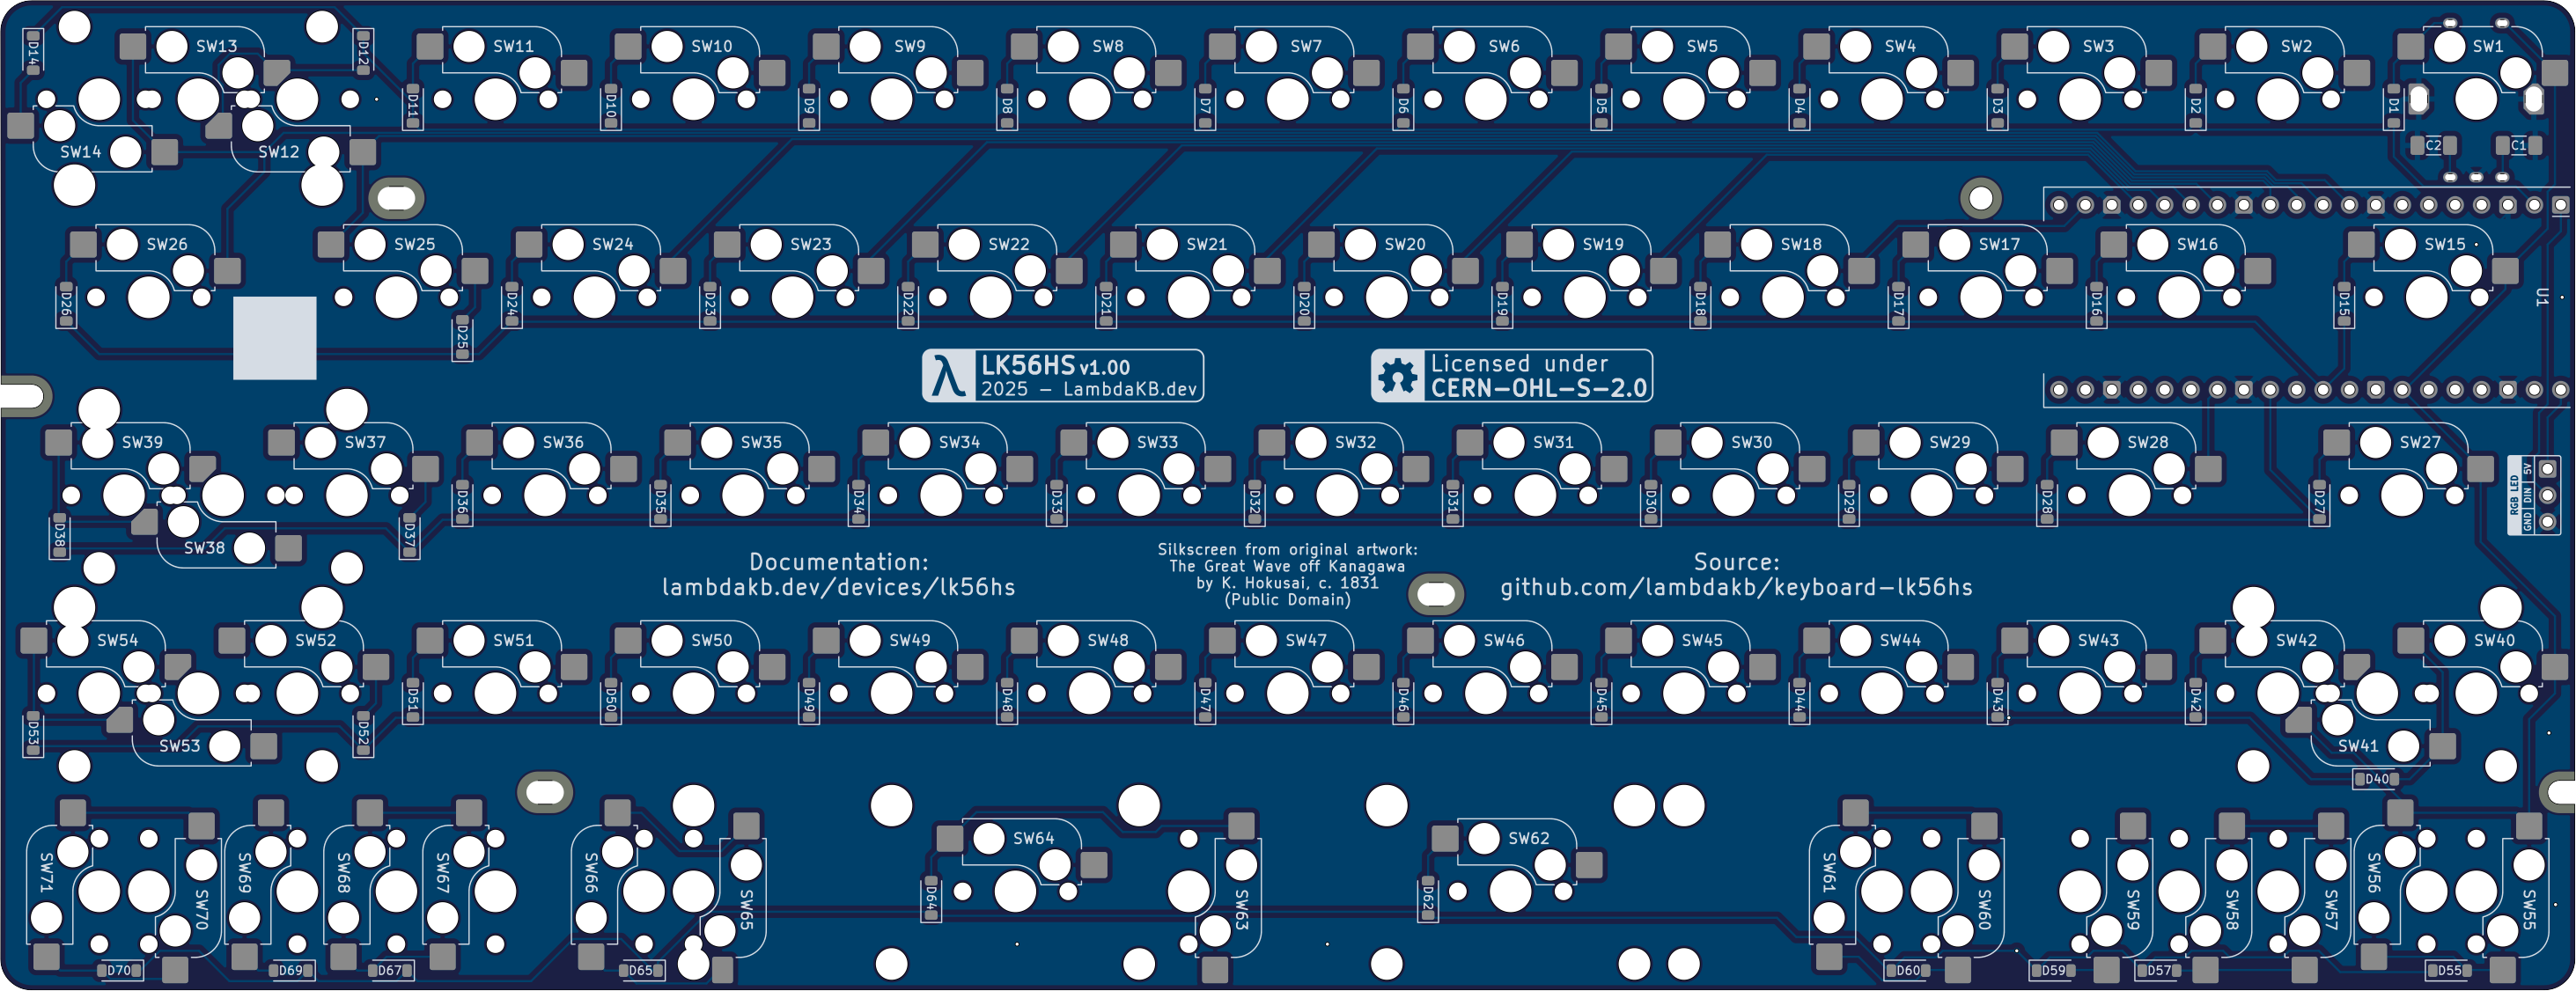 D14
SW13
D12
SW11
SW10
SW9
SW8
SW7
SW6
SW5
SW4
SW3
SW2
SW1
D11
D10
D9
D8
D7
D6
D5
D4
D3
D2
D1
SW14
SW12
C2
C1
SW26
SW25
SW24
SW23
SW22
SW21
SW20
SW19
SW18
SW17
SW16
SW15
D26
D25
D24
D23
D22
D21
D20
D19
D18
D17
D16
D15
U1
λ LK56HS v1.00
2025 - LambdaKB.dev
Licensed under
CERN-OHL-S-2.0
SW39
SW37
SW36
SW35
SW34
SW33
SW32
SW31
SW30
SW29
SW28
SW27
RGB LED
5V
DIN
GND
D38
SW38
D37
D36
D35
D34
D33
D32
D31
D30
D29
D28
D27
Documentation:
lambdakb.dev/devices/lk56hs
Silkscreen from original artwork:
The Great Wave off Kanagawa
by K. Hokusai, c. 1831
(Public Domain)
Source:
github.com/lambdakb/keyboard-lk56hs
SW54
SW52
SW51
SW50
SW49
SW48
SW47
SW46
SW45
SW44
SW43
SW42
SW40
D53
SW53
D52
D51
D50
D49
D48
D47
D46
D45
D44
D43
D42
SW41
D40
SW71
SW70
SW69
SW68
SW67
SW66
SW65
SW64
SW63
SW62
SW61
SW60
SW59
SW58
SW57
SW56
SW55
D70
D69
D67
D65
D64
D62
D60
D59
D57
D55